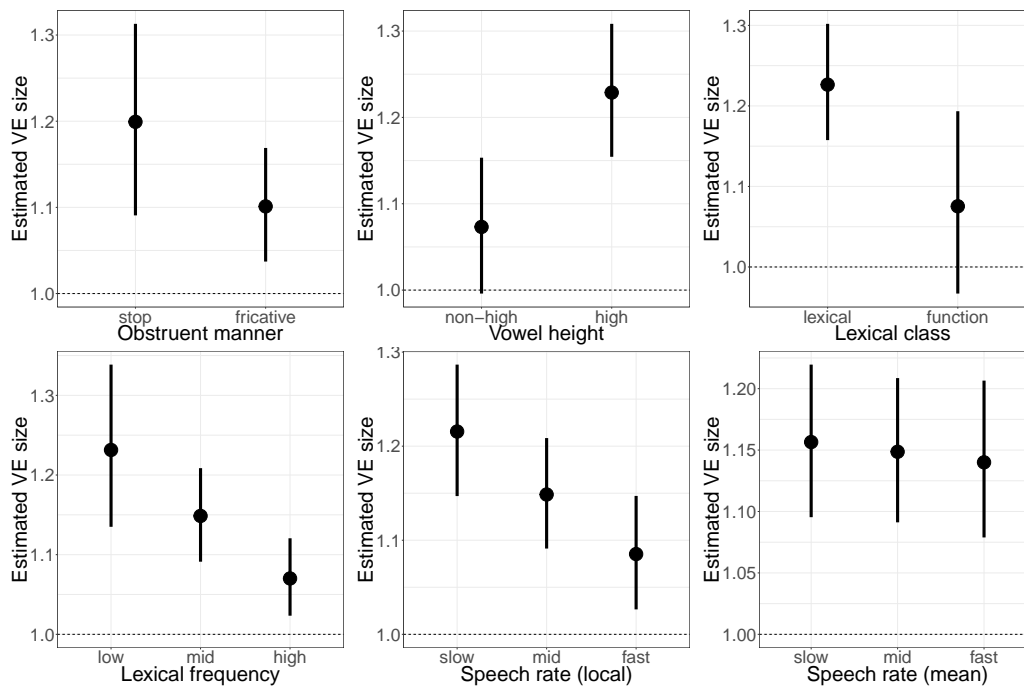 Estimated VE size
1.3
1.2
1.1
1.0
stop fricative
Obstruent manner
Estimated VE size
1.3
1.2
1.1
1.0
non−high high
Vowel height
Estimated VE size
1.3
1.2
1.1
1.0
lexical function
Lexical class
Estimated VE size
1.3
1.2
1.1
1.0
low mid high
Lexical frequency
Estimated VE size
1.3
1.2
1.1
1.0
slow mid fast
Speech rate (local)
Estimated VE size
1.20
1.15
1.10
1.05
1.00
slow mid fast
Speech rate (mean)